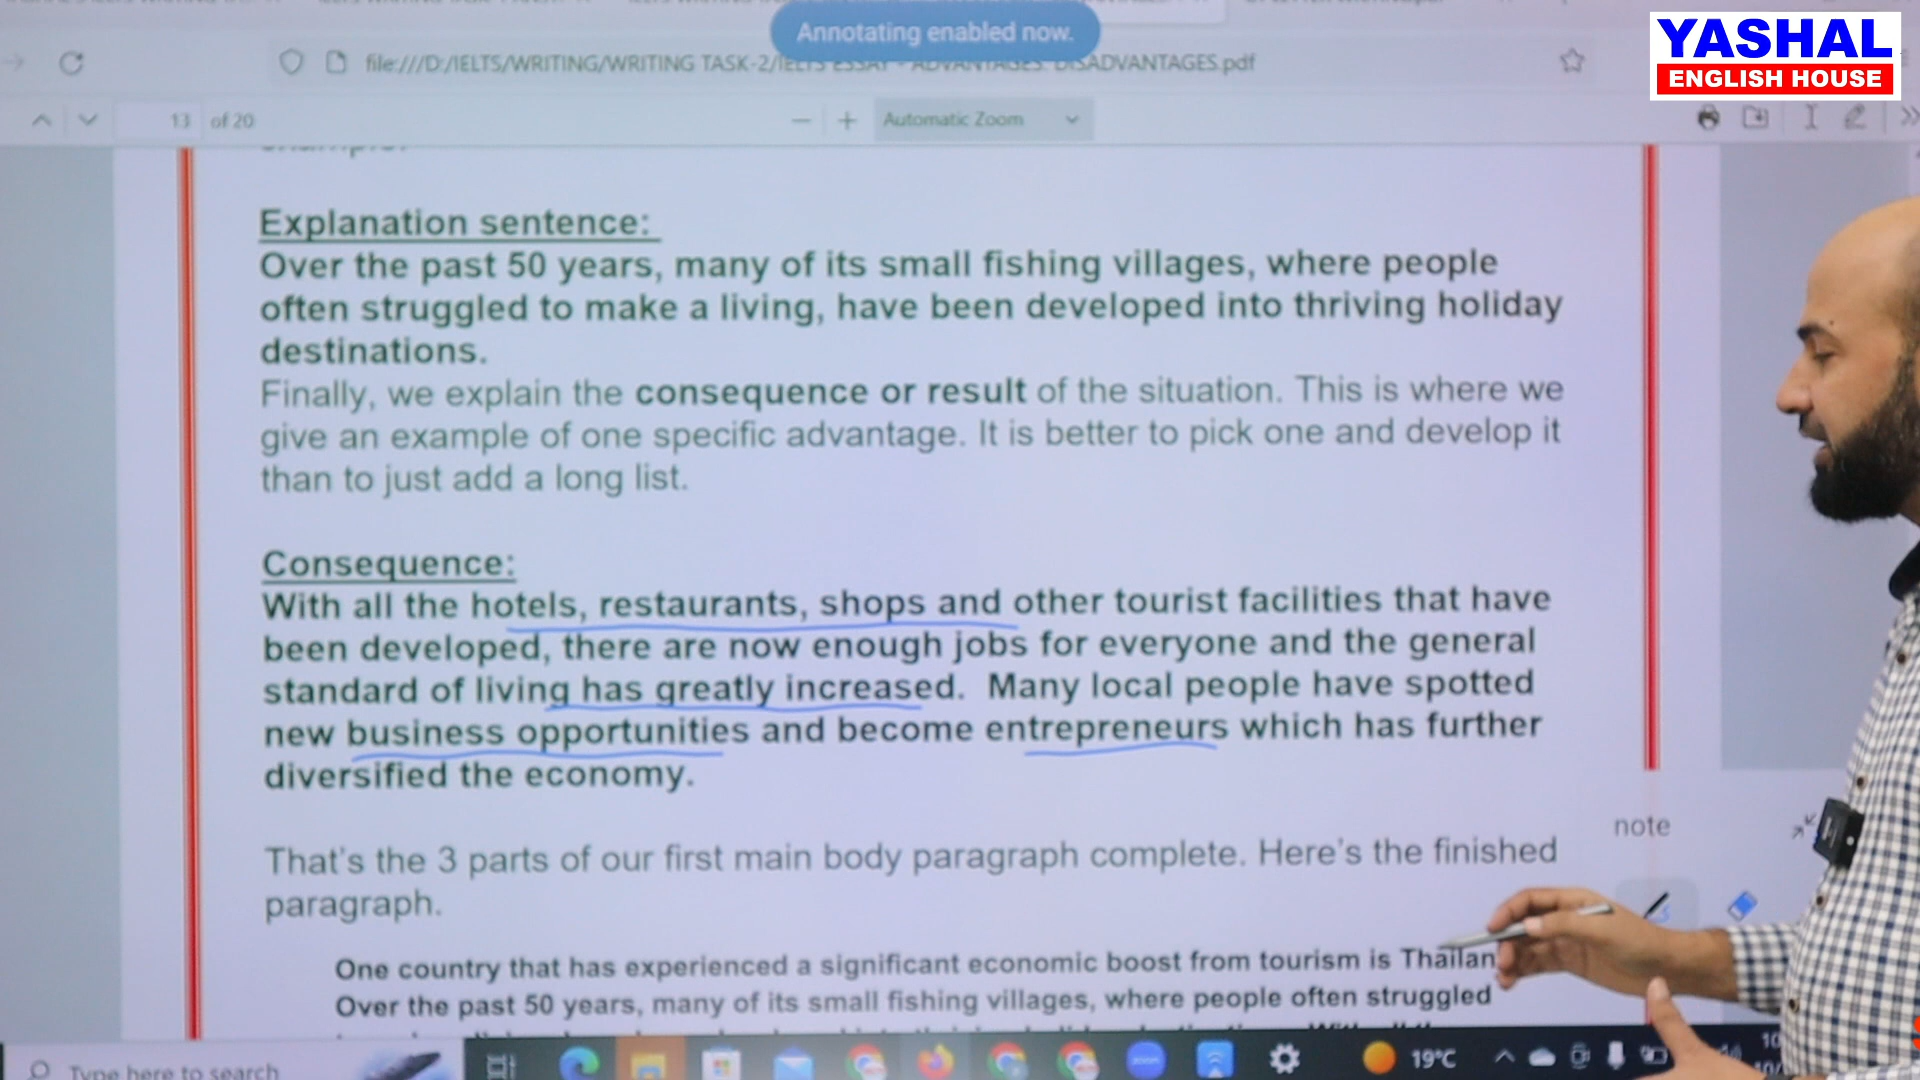 Annotating enabled now.
YASHAL
ENGLISH HOUSE
file:///D:/IELTS/WRITING/WRITING TASK-2/IELTS ESSAY - ADVANTAGES. DISADVANTAGES.pdf
13 of 20
Automatic Zoom
Explanation sentence:
Over the past 50 years, many of its small fishing villages, where people
often struggled to make a living, have been developed into thriving holiday
destinations.
Finally, we explain the consequence or result of the situation. This is where we
give an example of one specific advantage. It is better to pick one and develop it
than to just add a long list.
Consequence:
With all the hotels, restaurants, shops and other tourist facilities that have
been developed, there are now enough jobs for everyone and the general
standard of living has greatly increased. Many local people have spotted
new business opportunities and become entrepreneurs which has further
diversified the economy.
note
That's the 3 parts of our first main body paragraph complete. Here's the finished
paragraph.
One country that has experienced a significant economic boost from tourism is Thailan
Over the past 50 years, many of its small fishing villages, where people often struggled
Type here to search
zoom
19°C